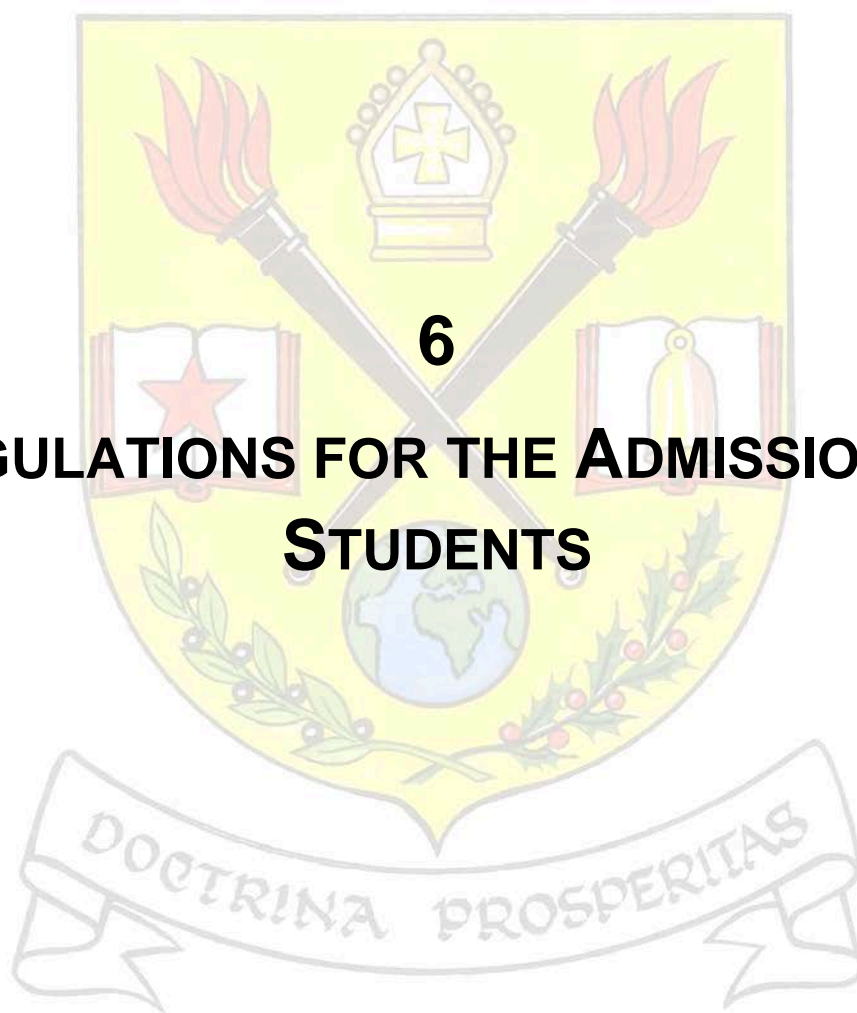 6
GULATIONS FOR THE ADMISSIO
STUDENTS
DOCTRINA PROSPERITAS